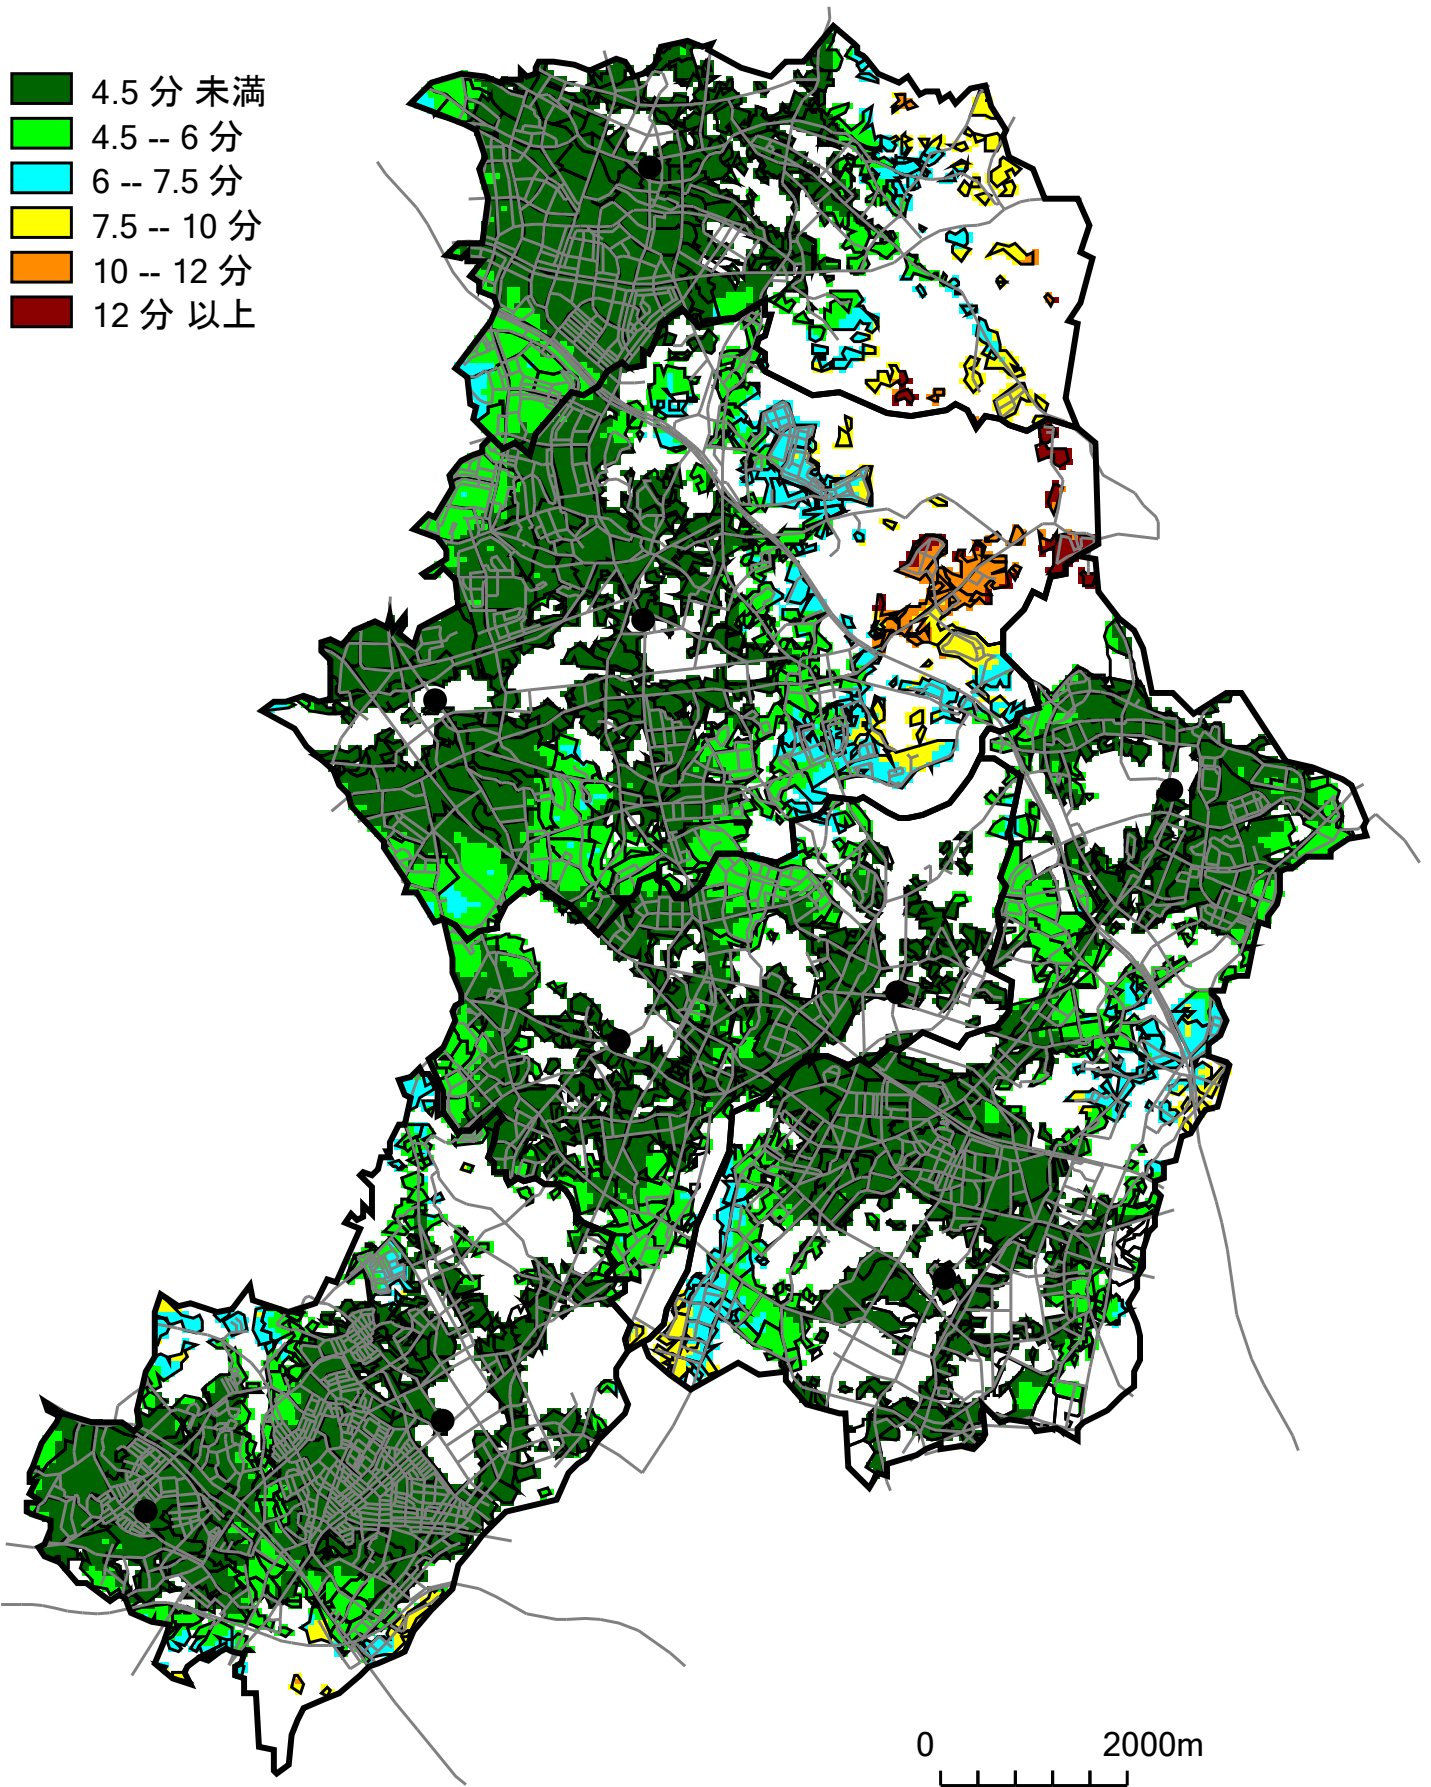 4.5 分 未満
4.5 -- 6 分
6 -- 7.5 分
7.5 -- 10 分
10 -- 12 分
12 分 以上
0 2000m